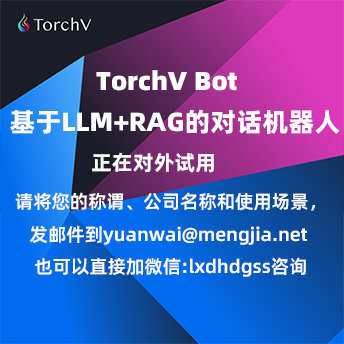 TorchV
TorchV Bot
基于LLM+RAG的对话机器人
正在对外试用
请将您的称谓、公司名称和使用场景，
发邮件到yuanwai@mengjia.net
也可以直接加微信:lxdhdgss咨询